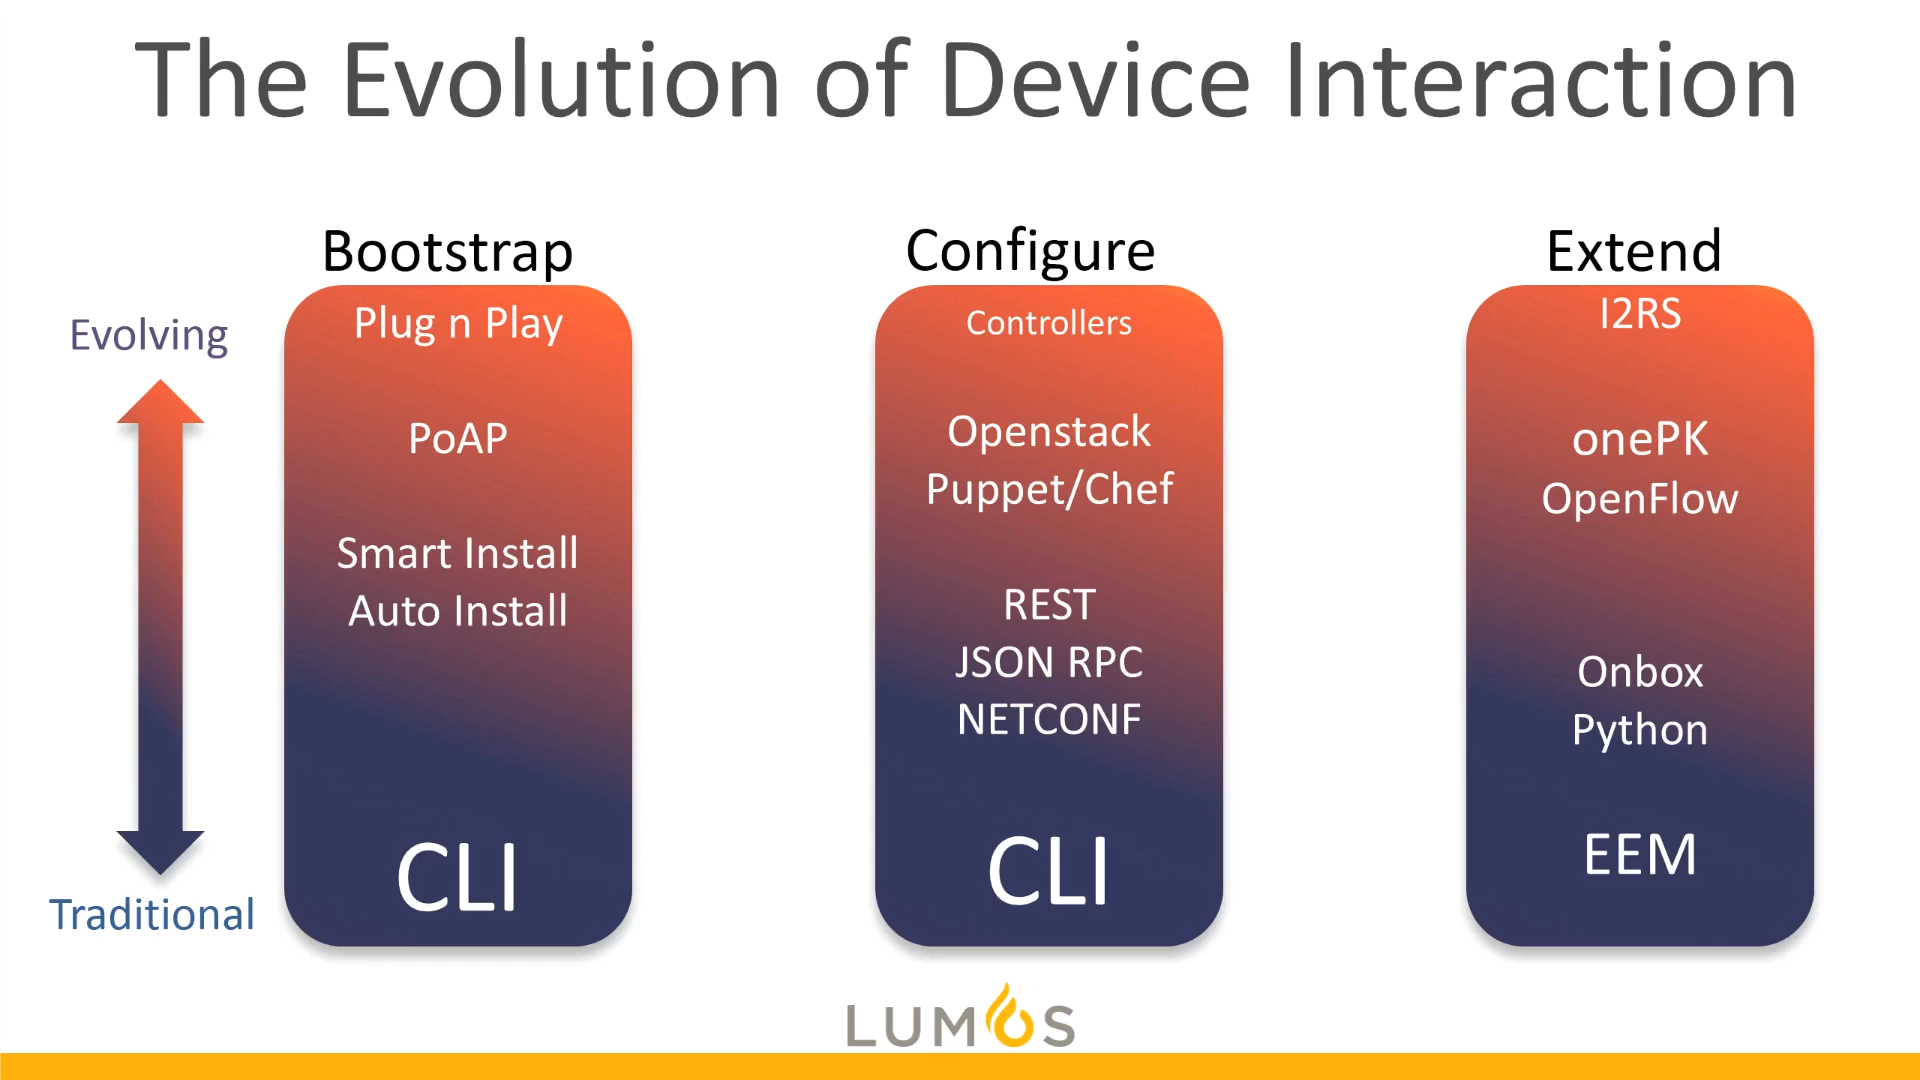 The Evolution of Device Interaction
Evolving
Traditional
Bootstrap
Plug n Play
PoAP
Smart Install
Auto Install
CLI
Configure
Controllers
Openstack
Puppet/Chef
REST
JSON RPC
NETCONF
CLI
Extend
I2RS
onePK
OpenFlow
Onbox
Python
EEM
LUMOS